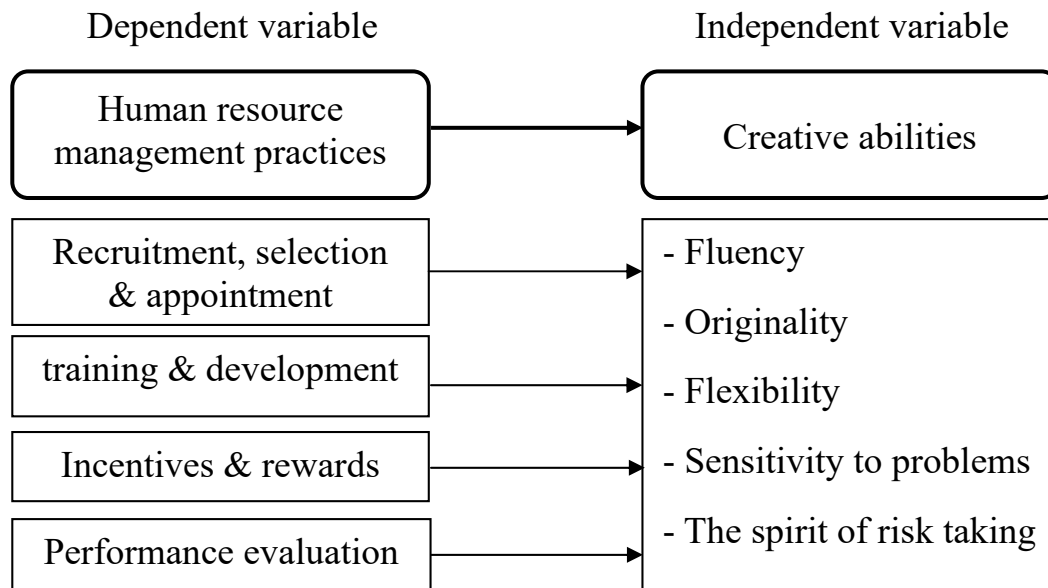 Dependent variable
Independent variable
Human resource
management practices
Creative abilities
Recruitment, selection
& appointment
training & development
Incentives & rewards
Performance evaluation
- Fluency
- Originality
- Flexibility
- Sensitivity to problems
- The spirit of risk taking